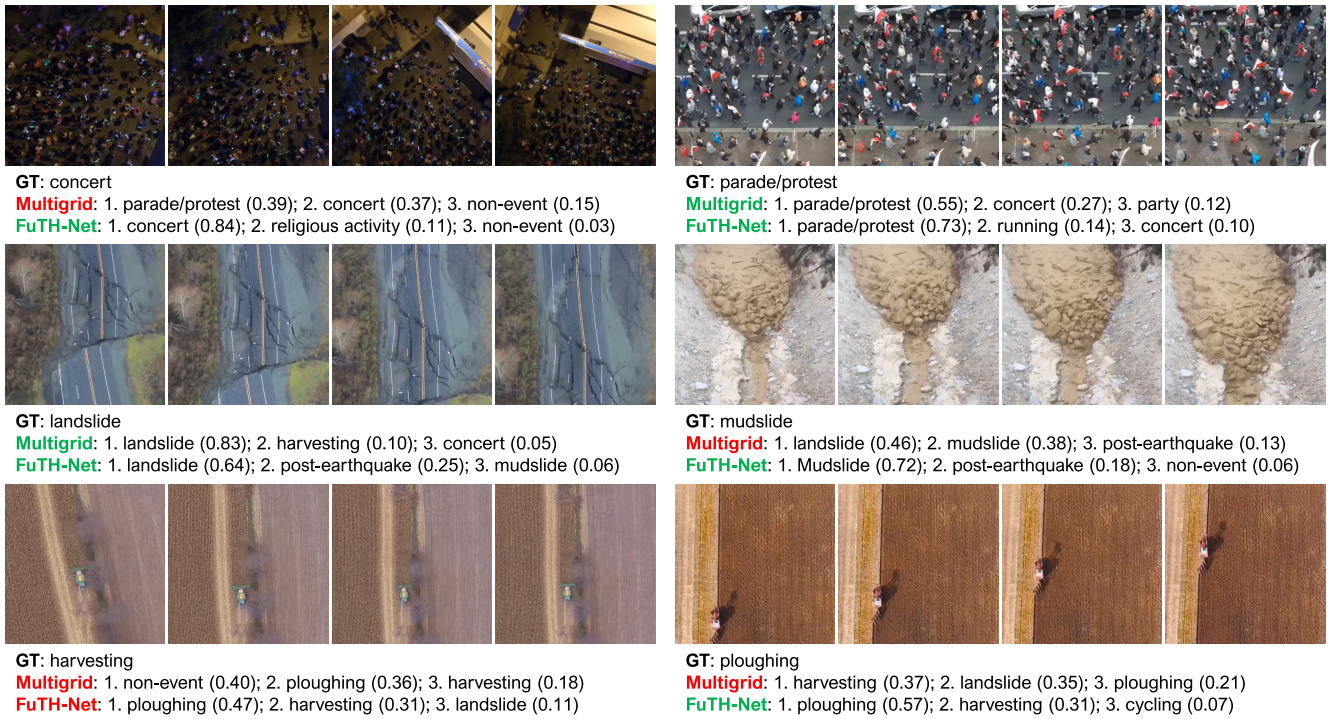 GT: concert
Multigrid: 1. parade/protest (0.39); 2. concert (0.37); 3. non-event (0.15)
FuTH-Net: 1. concert (0.84); 2. religious activity (0.11); 3. non-event (0.03)
GT: parade/protest
Multigrid: 1. parade/protest (0.55); 2. concert (0.27); 3. party (0.12)
FuTH-Net: 1. parade/protest (0.73); 2. running (0.14); 3. concert (0.10)
GT: landslide
Multigrid: 1. landslide (0.83); 2. harvesting (0.10); 3. concert (0.05)
FuTH-Net: 1. landslide (0.64); 2. post-earthquake (0.25); 3. mudslide (0.06)
GT: mudslide
Multigrid: 1. landslide (0.46); 2. mudslide (0.38); 3. post-earthquake (0.13)
FuTH-Net: 1. Mudslide (0.72); 2. post-earthquake (0.18); 3. non-event (0.06)
GT: harvesting
Multigrid: 1. non-event (0.40); 2. ploughing (0.36); 3. harvesting (0.18)
FuTH-Net: 1. ploughing (0.47); 2. harvesting (0.31); 3. landslide (0.11)
GT: ploughing
Multigrid: 1. harvesting (0.37); 2. landslide (0.35); 3. ploughing (0.21)
FuTH-Net: 1. ploughing (0.57); 2. harvesting (0.31); 3. cycling (0.07)